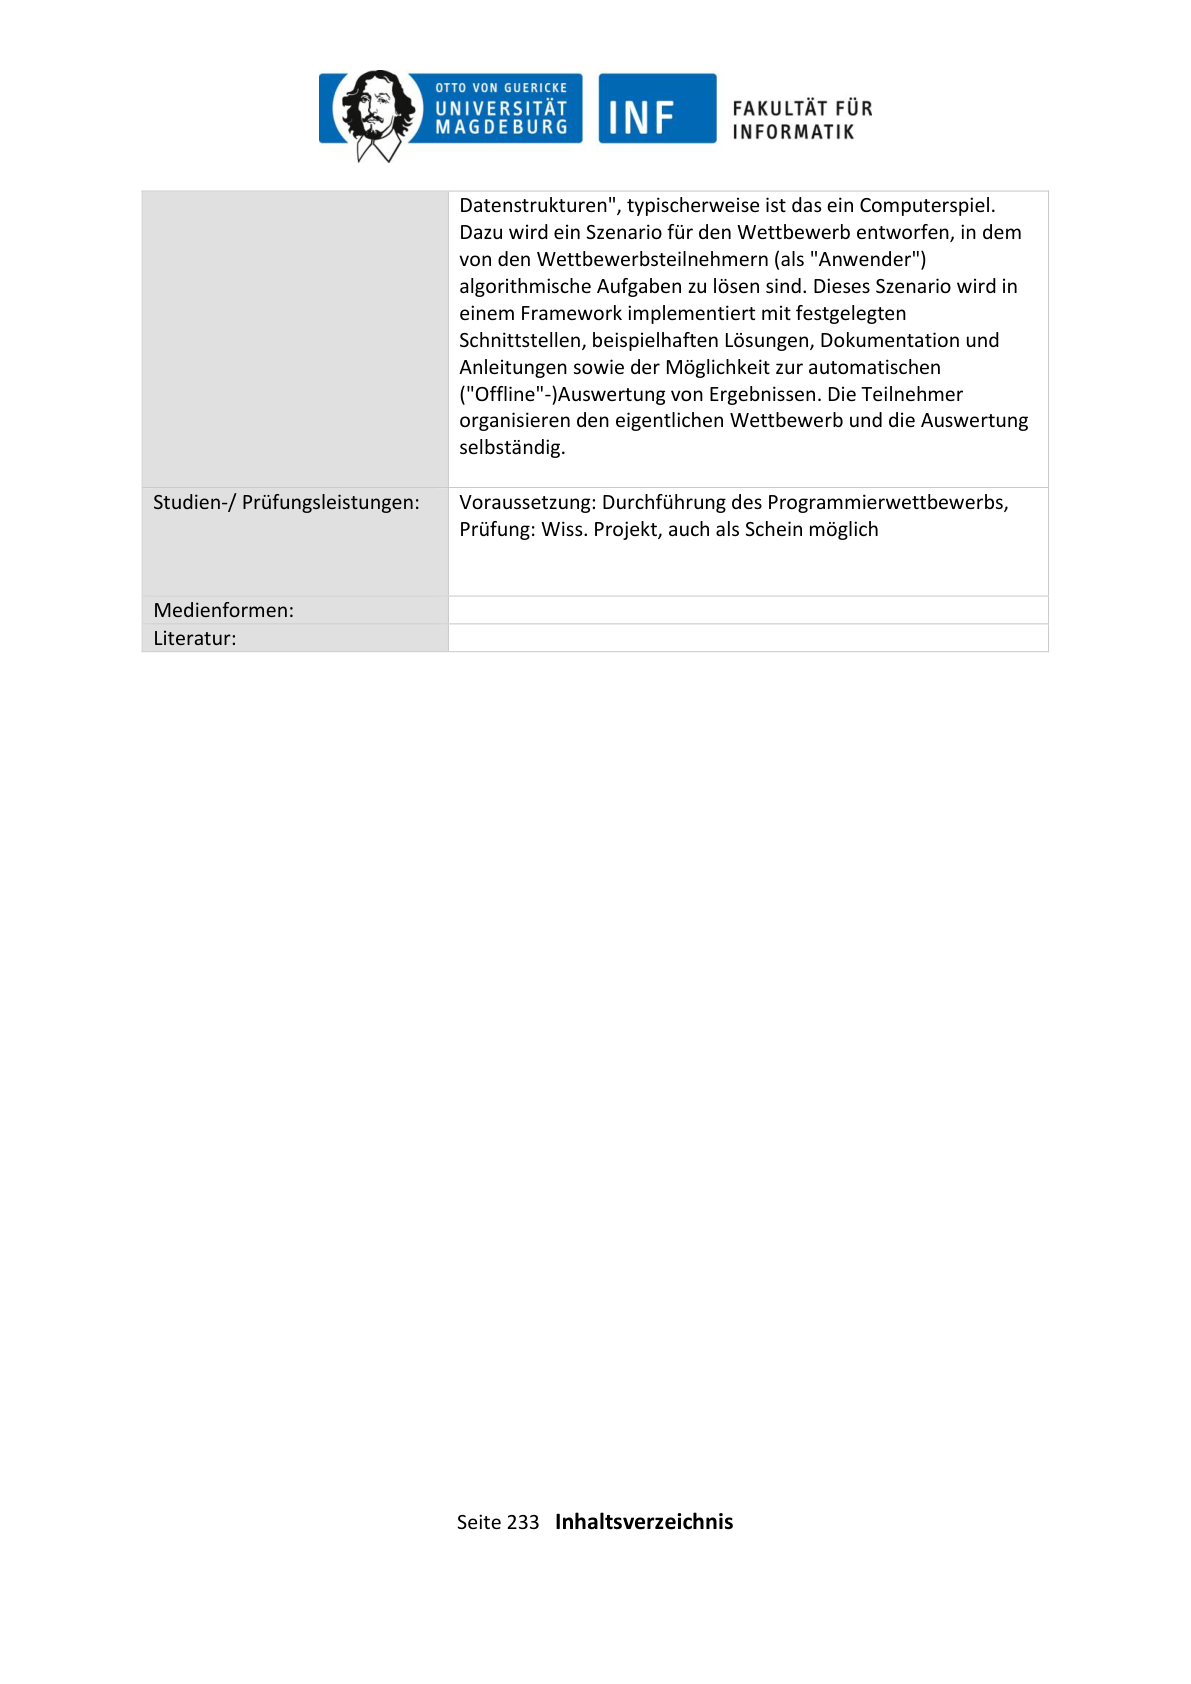 OTTO VON GUERICKE
UNIVERSITÄT
MAGDEBURG
INF
FAKULTÄT FÜR
INFORMATIK
Datenstrukturen", typischerweise ist das ein Computerspiel.
Dazu wird ein Szenario für den Wettbewerb entworfen, in dem
von den Wettbewerbsteilnehmern (als "Anwender")
algorithmische Aufgaben zu lösen sind. Dieses Szenario wird in
einem Framework implementiert mit festgelegten
Schnittstellen, beispielhaften Lösungen, Dokumentation und
Anleitungen sowie der Möglichkeit zur automatischen
("Offline"-)Auswertung von Ergebnissen. Die Teilnehmer
organisieren den eigentlichen Wettbewerb und die Auswertung
selbständig.
Studien-/ Prüfungsleistungen:
Voraussetzung: Durchführung des Programmierwettbewerbs,
Prüfung: Wiss. Projekt, auch als Schein möglich
Medienformen:
Literatur:
Seite 233 Inhaltsverzeichnis